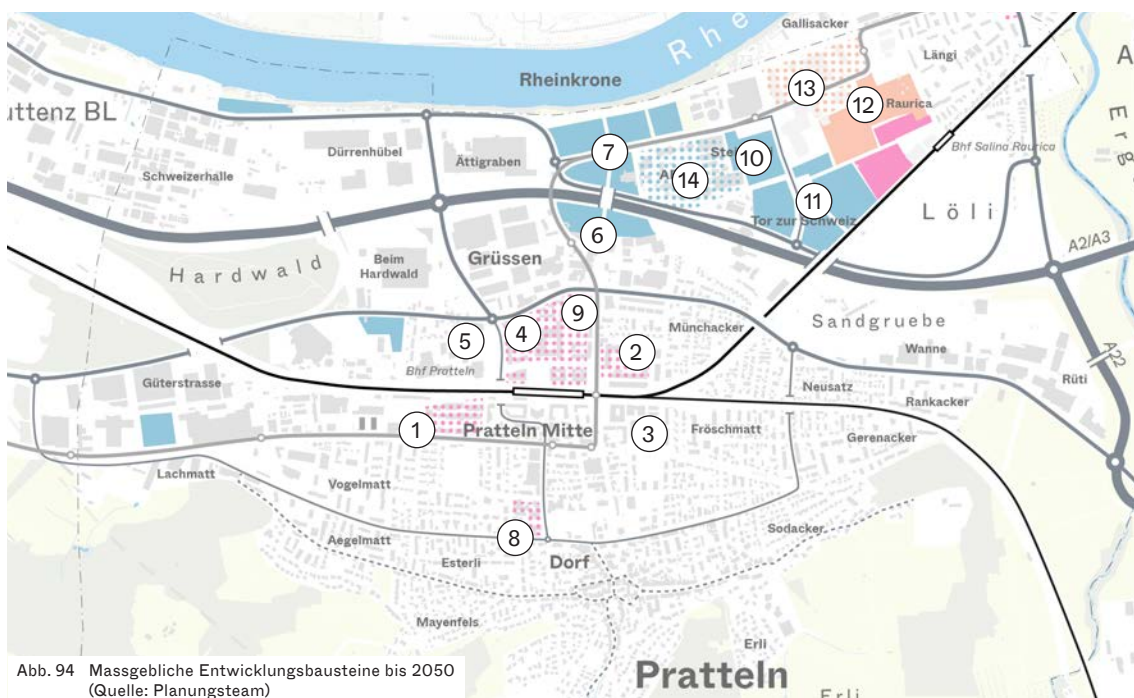 Gallisacker
Rhe
Längi
A
Rheinkrone
13
12
Raurica
uttenz BL
Erg
Dürrenhübel
Ättigraben
7
10
Bhf Salina Raurica
Schweizerhalle
14
11
Löli
Tor zur Schweiz
6
A2/A3
Hardwald
Beim
Hardwald
Grüssen
9
Münchacker
Sandgruebe
5
4
2
Wanne
A22
Bhf Pratteln
Rüti
Güterstrasse
Neusatz
Rankacker
1
Pratteln Mitte
3
Fröschmatt
Gerenacker
Lachmatt
Vogelmatt
8
Sodacker
Aegelmatt
Esterli
Dorf
Mayenfels
Erli
Pratteln
Erli
Abb. 94 Massgebliche Entwicklungsbausteine bis 2050
(Quelle: Planungsteam)